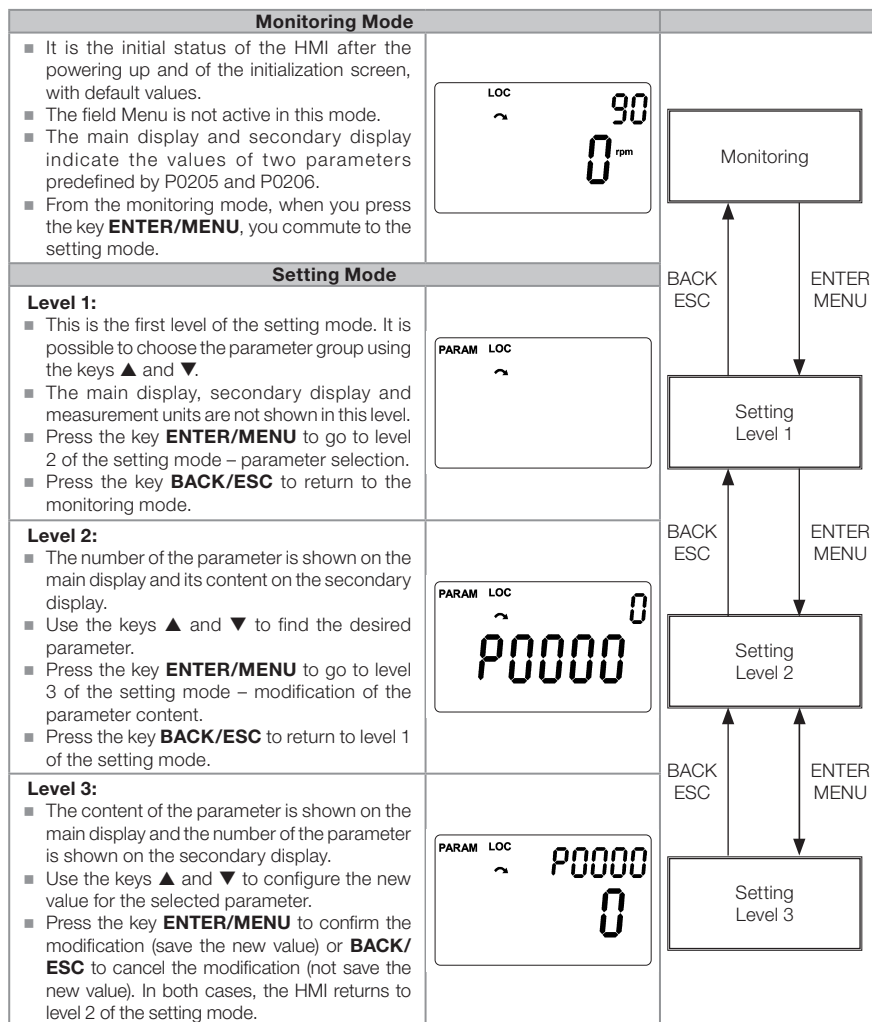 Monitoring Mode
■ It is the initial status of the HMI after the
powering up and of the initialization screen,
with default values.
■ The field Menu is not active in this mode.
■ The main display and secondary display
indicate the values of two parameters
predefined by P0205 and P0206.
■ From the monitoring mode, when you press
the key ENTER/MENU, you commute to the
setting mode.
LOC
90
0 rpm
Setting Mode
Level 1:
■ This is the first level of the setting mode. It is
possible to choose the parameter group using
the keys ▲ and ▼.
■ The main display, secondary display and
measurement units are not shown in this level.
■ Press the key ENTER/MENU to go to level
2 of the setting mode – parameter selection.
■ Press the key BACK/ESC to return to the
monitoring mode.
PARAM LOC
Level 2:
■ The number of the parameter is shown on the
main display and its content on the secondary
display.
■ Use the keys ▲ and ▼ to find the desired
parameter.
■ Press the key ENTER/MENU to go to level
3 of the setting mode – modification of the
parameter content.
■ Press the key BACK/ESC to return to level 1
of the setting mode.
PARAM LOC
0
P0000
Level 3:
■ The content of the parameter is shown on the
main display and the number of the parameter
is shown on the secondary display.
■ Use the keys ▲ and ▼ to configure the new
value for the selected parameter.
■ Press the key ENTER/MENU to confirm the
modification (save the new value) or BACK/
ESC to cancel the modification (not save the
new value). In both cases, the HMI returns to
level 2 of the setting mode.
PARAM LOC
P0000
0
Monitoring
BACK
ESC
ENTER
MENU
Setting
Level 1
BACK
ESC
ENTER
MENU
Setting
Level 2
BACK
ESC
ENTER
MENU
Setting
Level 3